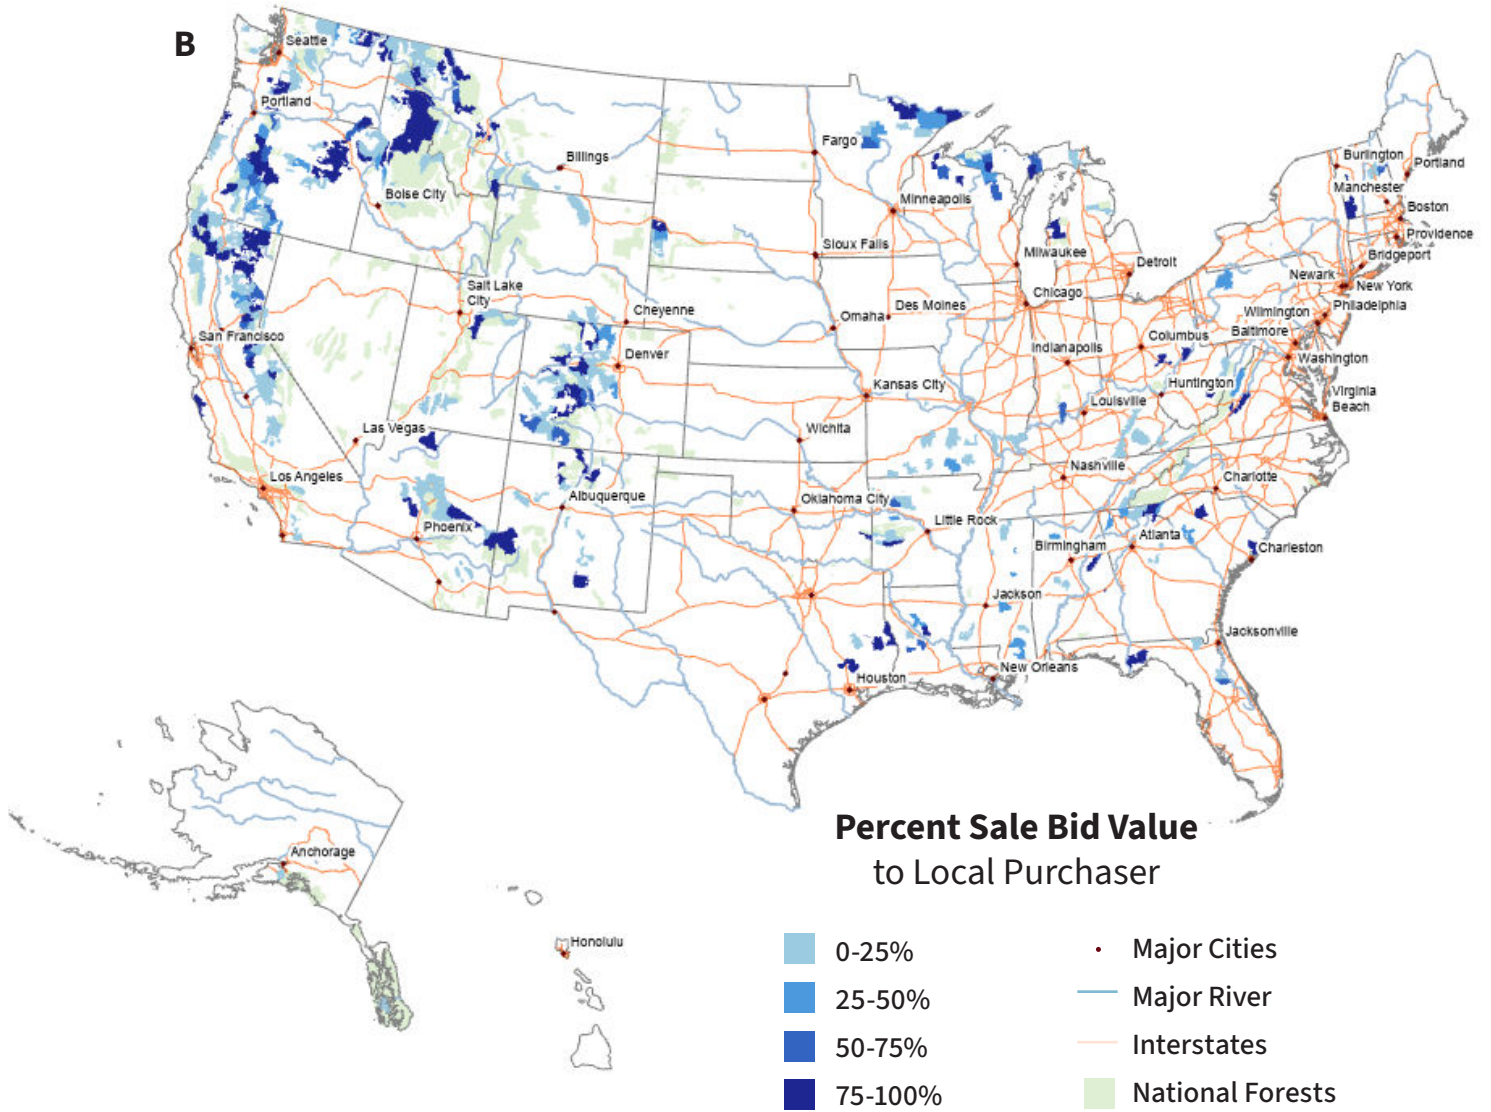 B
Seattle
Portland
Boise City
Billings
Fargo
Minneapolis
Sioux Falls
Milwaukee
Detroit
Burlington
Portland
Manchester
Boston
Providence
Bridgeport
Newark
New York
Philadelphia
Wilmington
Baltimore
Washington
Virginia
Beach
Salt Lake
City
Cheyenne
Omaha
Des Moines
Chicago
Columbus
Indianapolis
San Francisco
Denver
Kansas City
Huntington
Louisville
Las Vegas
Wichita
Nashville
Charlotte
Los Angeles
Albuquerque
Oklahoma City
Little Rock
Phoenix
Birmingham
Atlanta
Charleston
Jackson
Jacksonville
New Orleans
Houston
Anchorage
Honolulu
Percent Sale Bid Value
to Local Purchaser
0-25%
25-50%
50-75%
75-100%
Major Cities
Major River
Interstates
National Forests